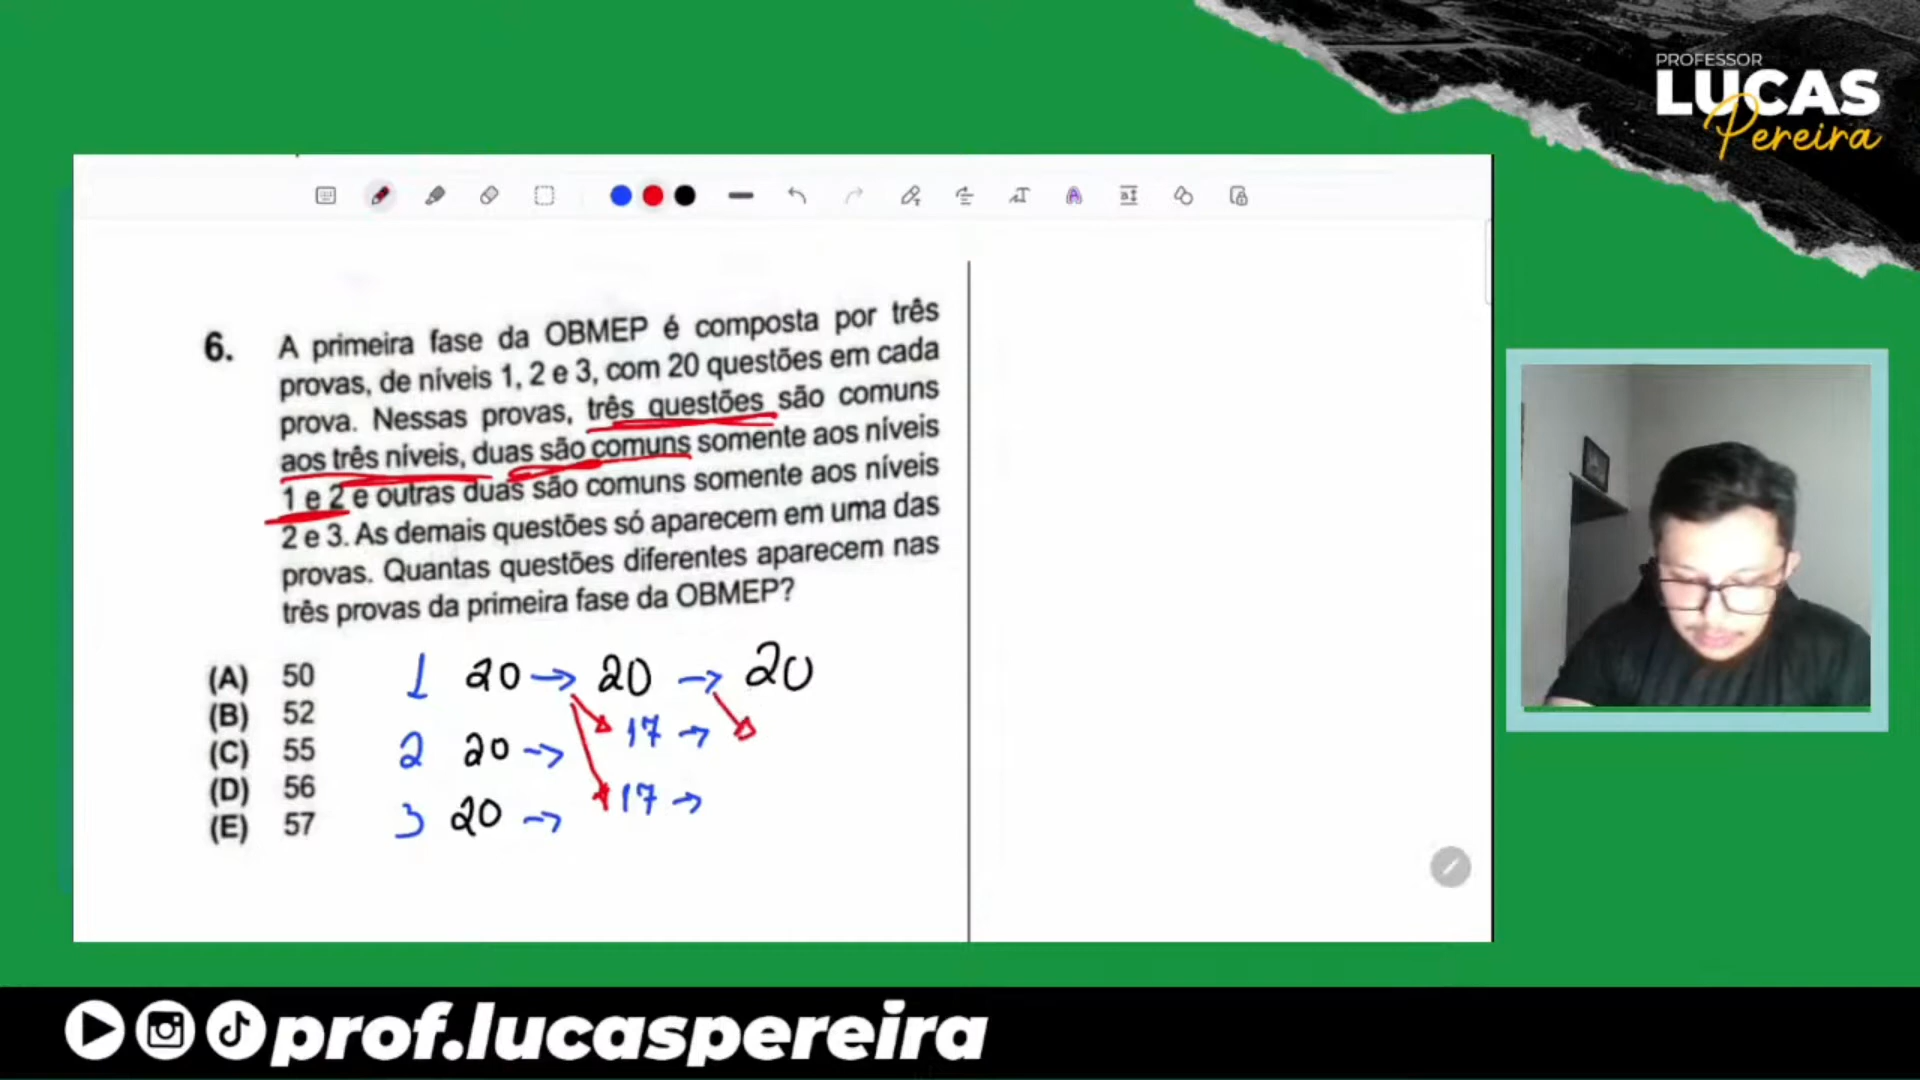 PROFESSOR
LUCAS
Pereira
6. A primeira fase da OBMEP é composta por três
provas, de níveis 1, 2 e 3, com 20 questões em cada
prova. Nessas provas, três questões são comuns
aos três níveis, duas são comuns somente aos níveis
1 e 2 e outras duas são comuns somente aos níveis
2 e 3. As demais questões só aparecem em uma das
provas. Quantas questões diferentes aparecem nas
três provas da primeira fase da OBMEP?
(A) 50
(B) 52
(C) 55
(D) 56
(E) 57
1 20 → 20 → 20
2 20 → 17 →
3 20 → 17 →
prof.lucaspereira